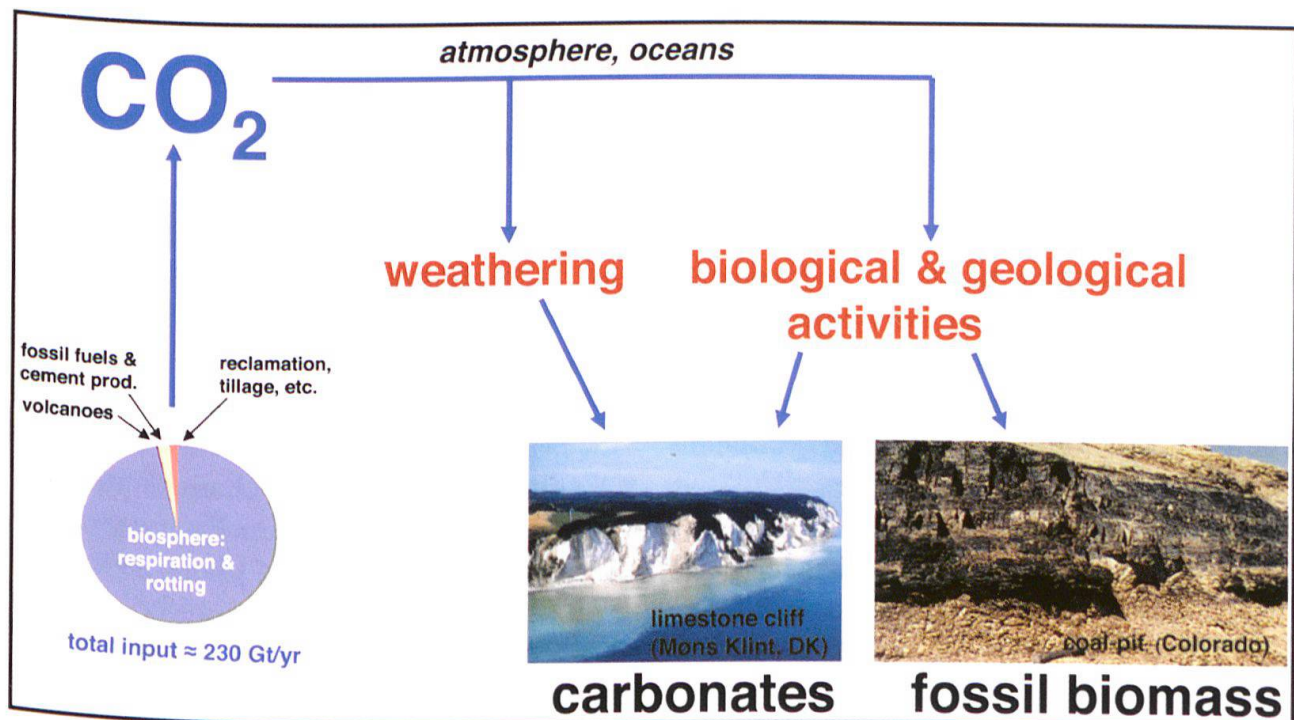 atmosphere, oceans
CO₂
weathering
biological & geological
activities
fossil fuels &
cement prod.
volcanoes
reclamation,
tillage, etc.
biosphere:
respiration &
rotting
total input ≈ 230 Gt/yr
limestone cliff
(Møns Klint, DK)
coal-pit (Colorado)
carbonates
fossil biomass